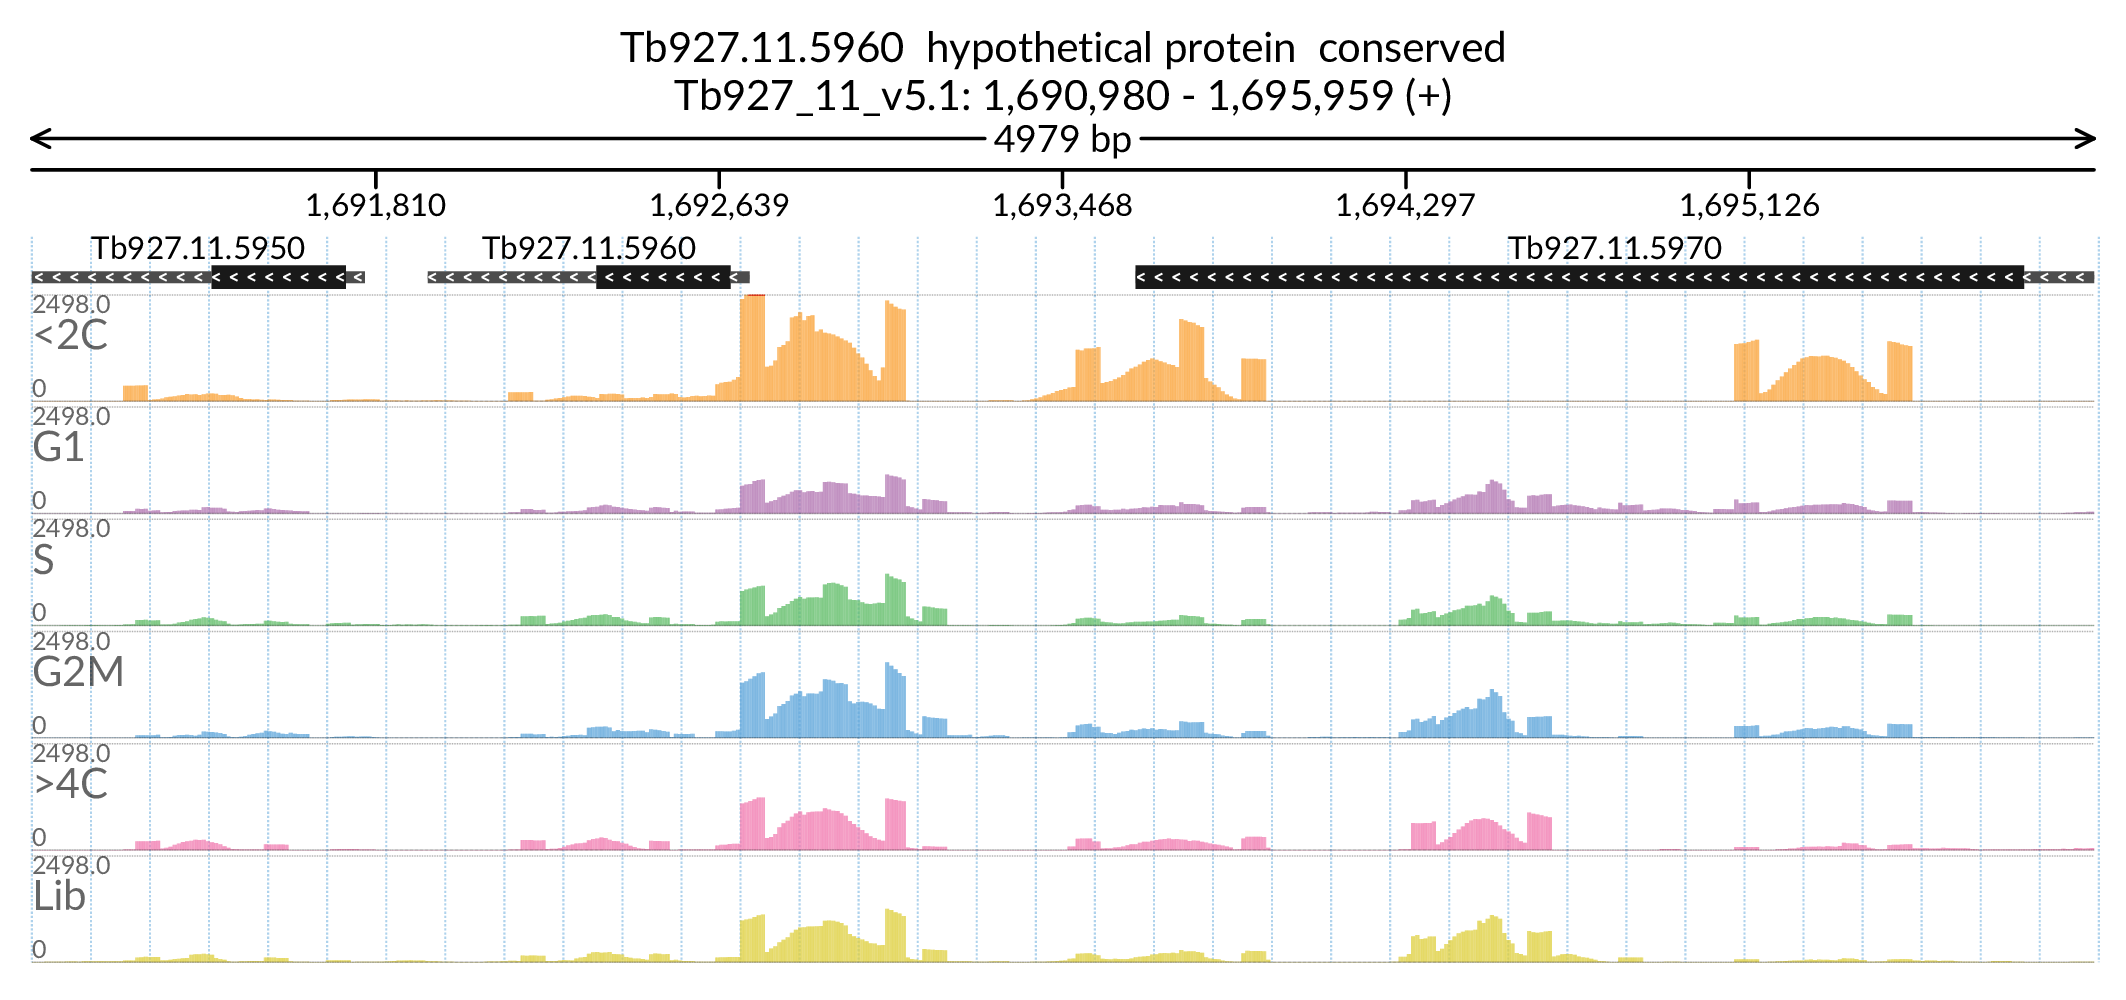 Tb927.11.5960 hypothetical protein conserved
Tb927_11_v5.1: 1,690,980 - 1,695,959 (+)
4979 bp
1,691,810 1,692,639 1,693,468 1,694,297 1,695,126
Tb927.11.5950 Tb927.11.5960 Tb927.11.5970
2498.0
<2C
0
2498.0
G1
0
2498.0
S
0
2498.0
G2M
0
2498.0
>4C
0
2498.0
Lib
0